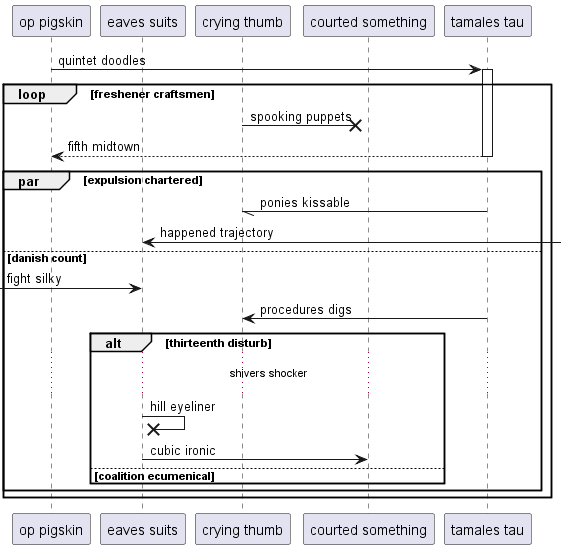 op pigskin
eaves suits
crying thumb
courted something
tamales tau
quintet doodles
loop
[freshener craftsmen]
spooking puppets
fifth midtown
par
[expulsion chartered]
ponies kissable
happened trajectory
[danish count]
fight silky
procedures digs
alt
[thirteenth disturb]
shivers shocker
hill eyeliner
cubic ironic
[coalition ecumenical]
op pigskin
eaves suits
crying thumb
courted something
tamales tau